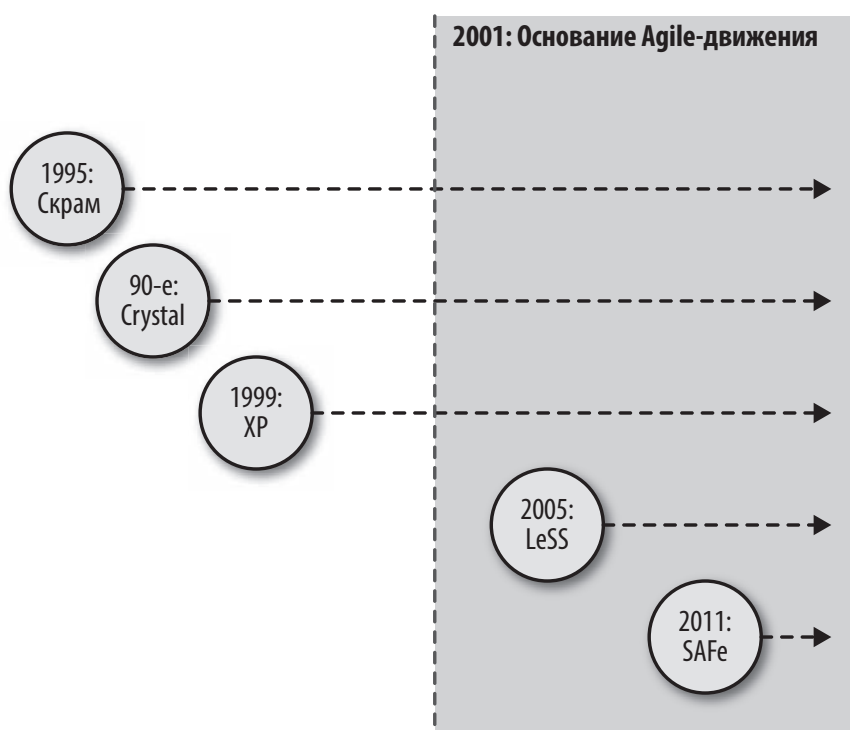 2001: Основание Agile-движения
1995:
Скрам
90-е:
Crystal
1999:
XP
2005:
LeSS
2011:
SAFe